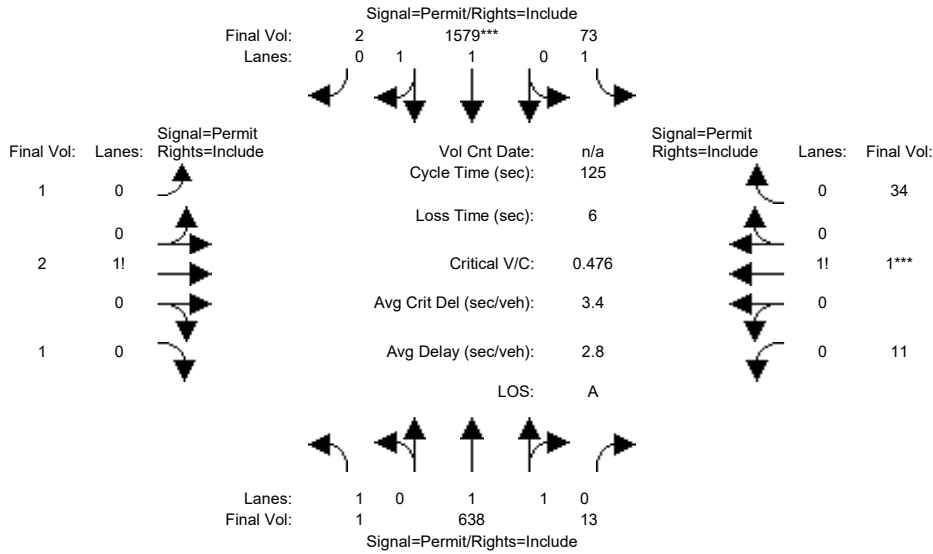 Signal=Permit/Rights=Include
Final Vol: 2 1579*** 73
Lanes: 0 1 1 0 1
Signal=Permit
Final Vol: Lanes: Rights=Include
Vol Cnt Date: n/a
Signal=Permit
Rights=Include Lanes: Final Vol:
Cycle Time (sec): 125
1 0
0 34
Loss Time (sec): 6
0
0
2 1!
Critical V/C: 0.476
1! 1***
0
Avg Crit Del (sec/veh): 3.4
0
1 0
Avg Delay (sec/veh): 2.8
0 11
LOS: A
Lanes: 1 0 1 1 0
Final Vol: 1 638 13
Signal=Permit/Rights=Include